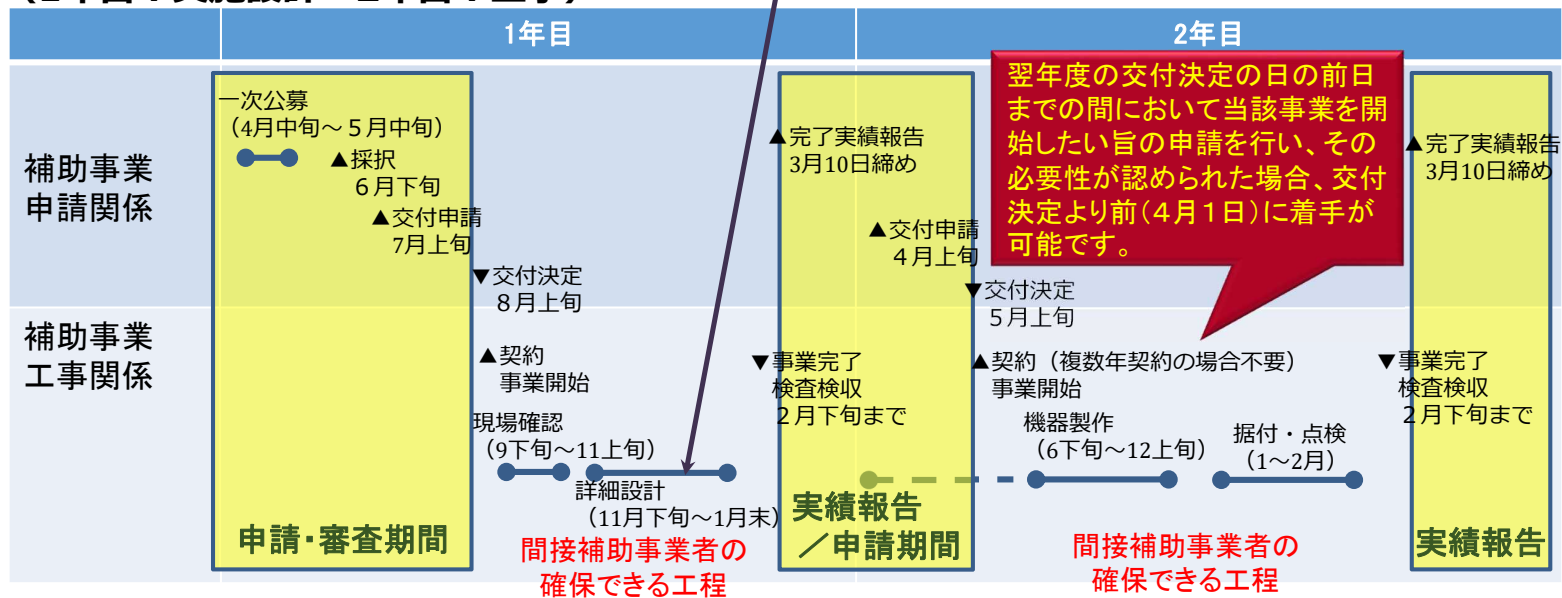 1年目
2年目
補助事業
申請関係
一次公募
（4月中旬～５月中旬）
▲採択
６月下旬
▲交付申請
7月上旬
▼交付決定
８月上旬
▲完了実績報告
3月10日締め
▲交付申請
４月上旬
▼交付決定
５月上旬
翌年度の交付決定の日の前日
までの間において当該事業を開
始したい旨の申請を行い、その
必要性が認められた場合、交付
決定より前（４月１日）に着手が
可能です。
▲完了実績報告
3月10日締め
補助事業
工事関係
▲契約
事業開始
現場確認
（9下旬～11上旬）
詳細設計
（11月下旬～1月末）
▼事業完了
検査検収
２月下旬まで
▲契約（複数年契約の場合不要）
事業開始
機器製作
（6下旬～12上旬）
据付・点検
（1～2月）
▼事業完了
検査検収
２月下旬まで
申請・審査期間
間接補助事業者の
確保できる工程
実績報告
／申請期間
間接補助事業者の
確保できる工程
実績報告